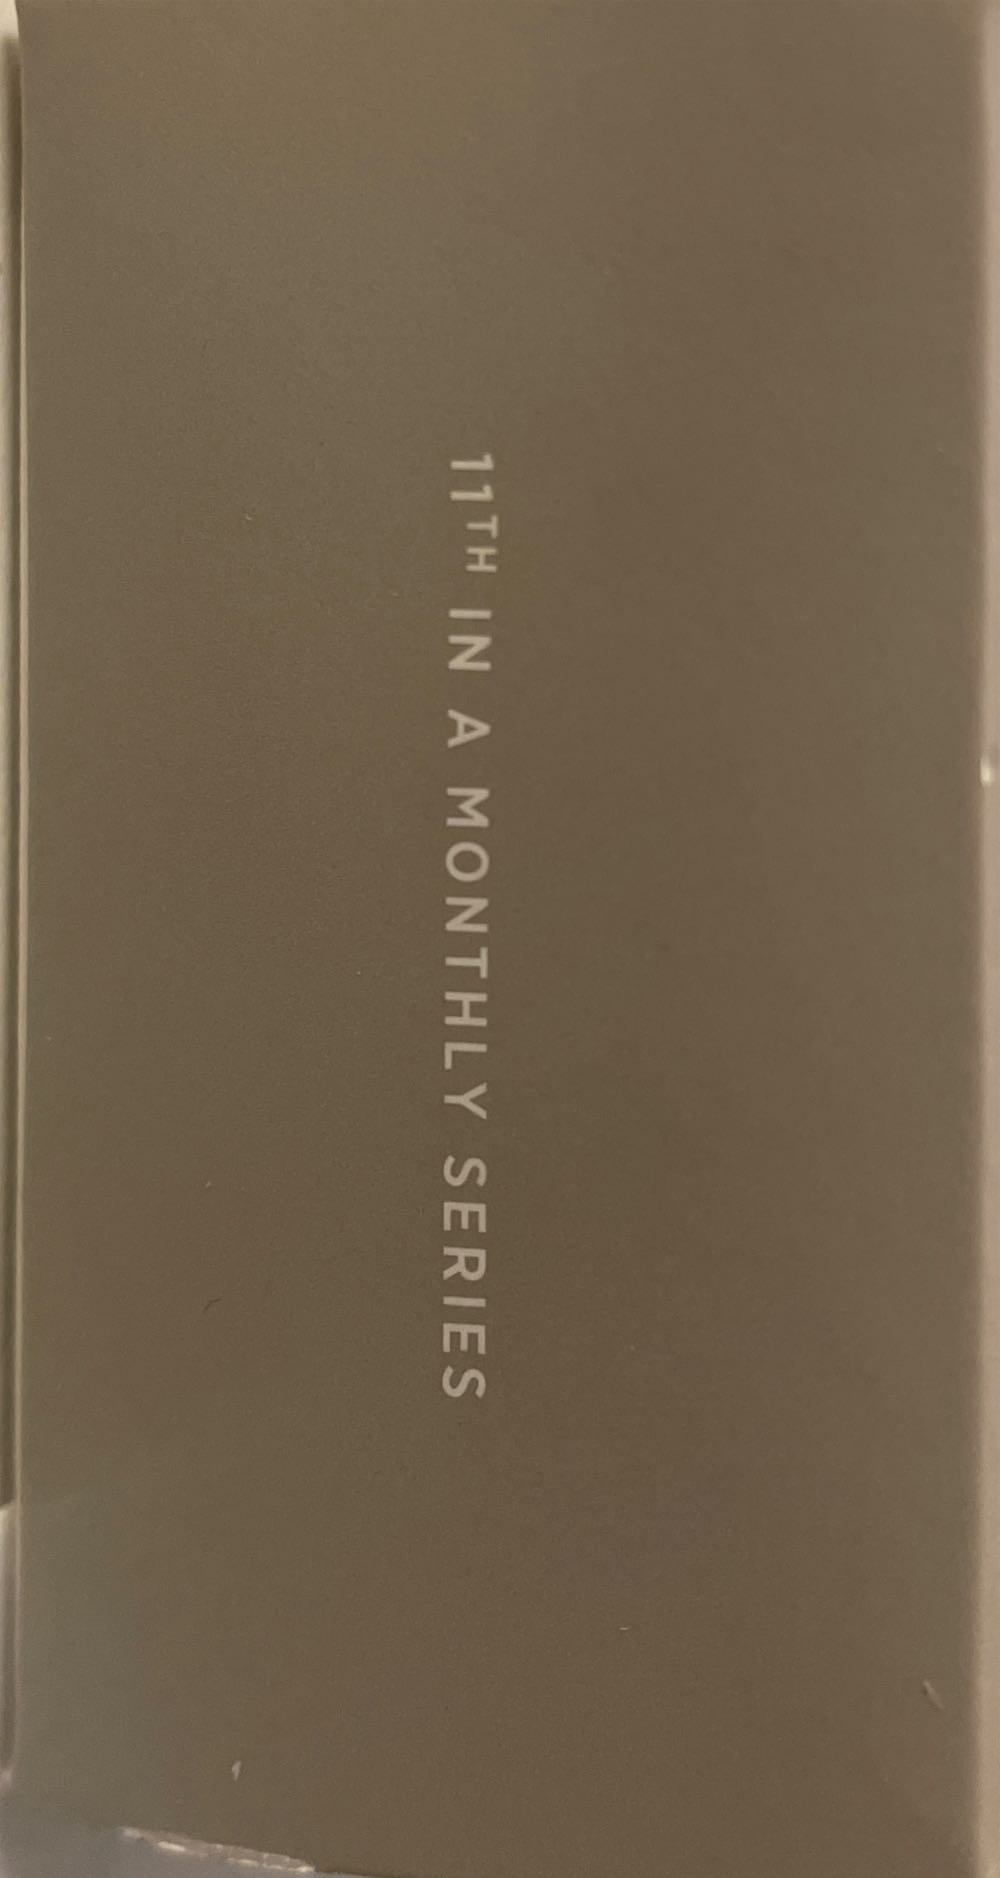 11TH IN A MONTHLY SERIES